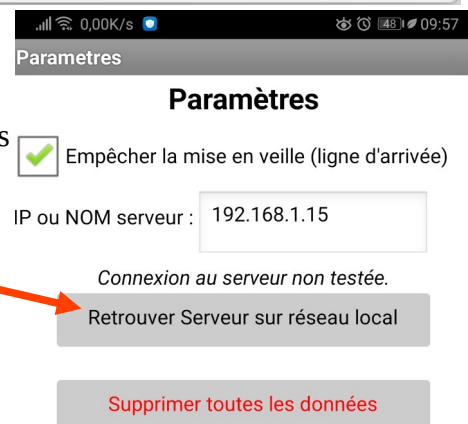 0,00K/s 48 09:57
Parametres
Paramètres
s
Empêcher la mise en veille (ligne d'arrivée)
IP ou NOM serveur : 192.168.1.15
Connexion au serveur non testée.
Retrouver Serveur sur réseau local
Supprimer toutes les données